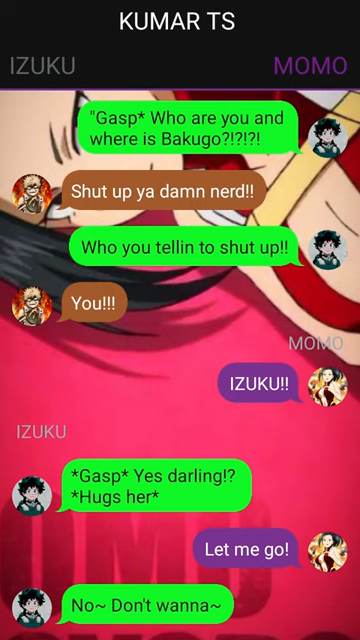 KUMAR TS
IZUKU
MOMO
"Gasp* Who are you and
where is Bakugo?!?!?!
Shut up ya damn nerd!!
Who you tellin to shut up!!
You!!!
MOMO
IZUKU!!
IZUKU
*Gasp* Yes darling!?
*Hugs her*
Let me go!
No~ Don't wanna~